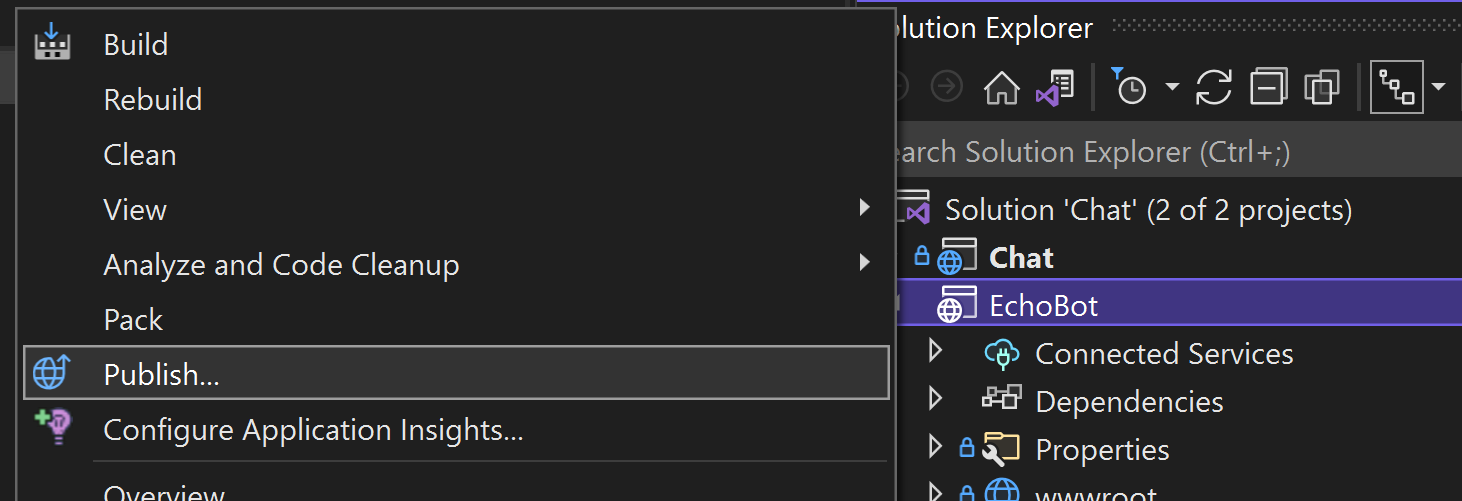 Build
Rebuild
Clean
View
Analyze and Code Cleanup
Pack
Publish...
Configure Application Insights...
Overview
olution Explorer
earch Solution Explorer (Ctrl+;)
Solution 'Chat' (2 of 2 projects)
Chat
EchoBot
Connected Services
Dependencies
Properties
wwwroot